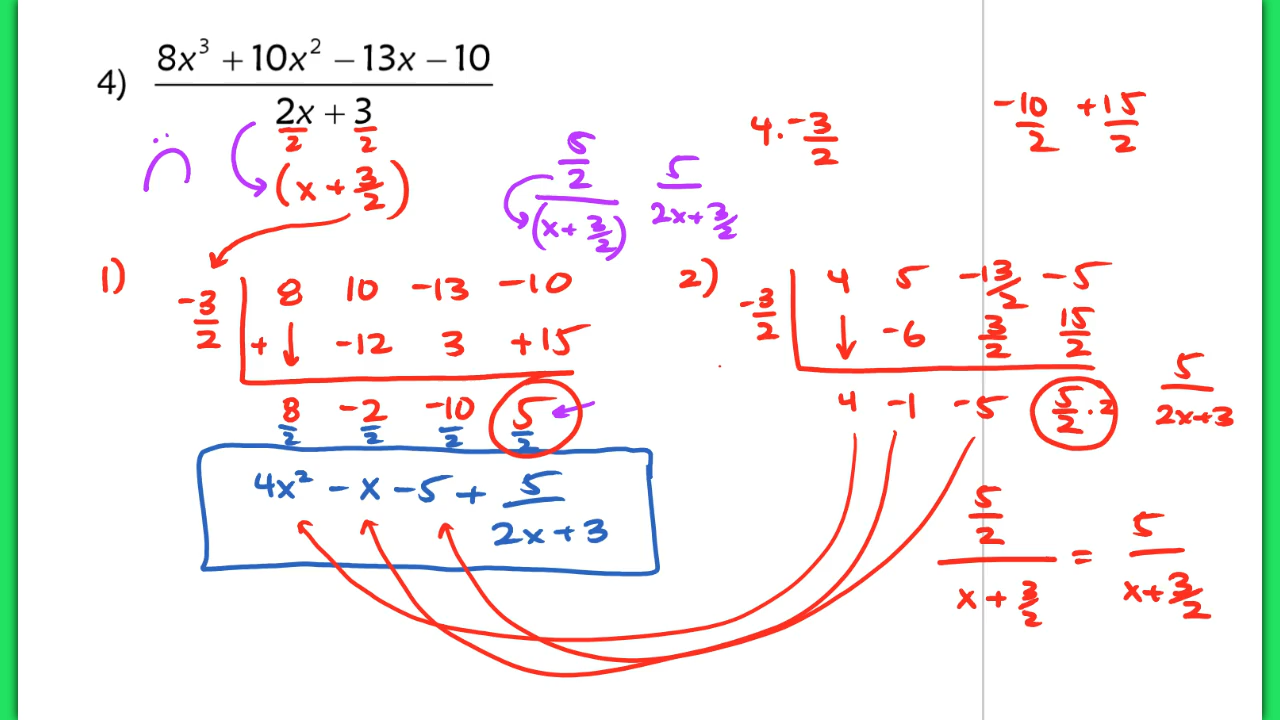 4) (8x³ + 10x² − 13x − 10)/(2x + 3)
2 2
(x + 3/2)
(5/2)/(x + 3/2) 5/(2x + 3/2)
4 · -3/2
-10/2 +15/2
1)
-3/2 | 8 10 -13 -10
+ ↓ -12 3 +15
8/2 -2/2 -10/2 5/2
4x² - x - 5 + 5/(2x + 3)
2)
-3/2 | 4 5 -13/2 -5
↓ -6 3/2 15/2
4 -1 -5 5/2 · 2 5/(2x+3)
(5/2)/(x + 3/2) = 5/(x + 3/2)